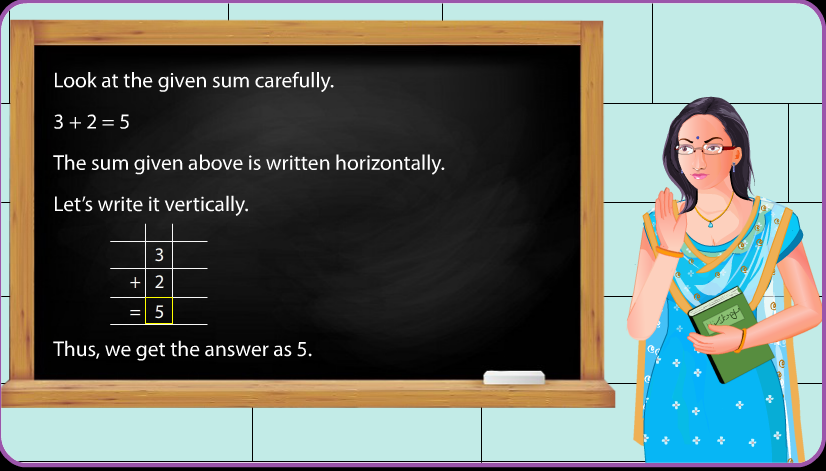 Look at the given sum carefully.
3 + 2 = 5
The sum given above is written horizontally.
Let’s write it vertically.
3
+ 2
= 5
Thus, we get the answer as 5.